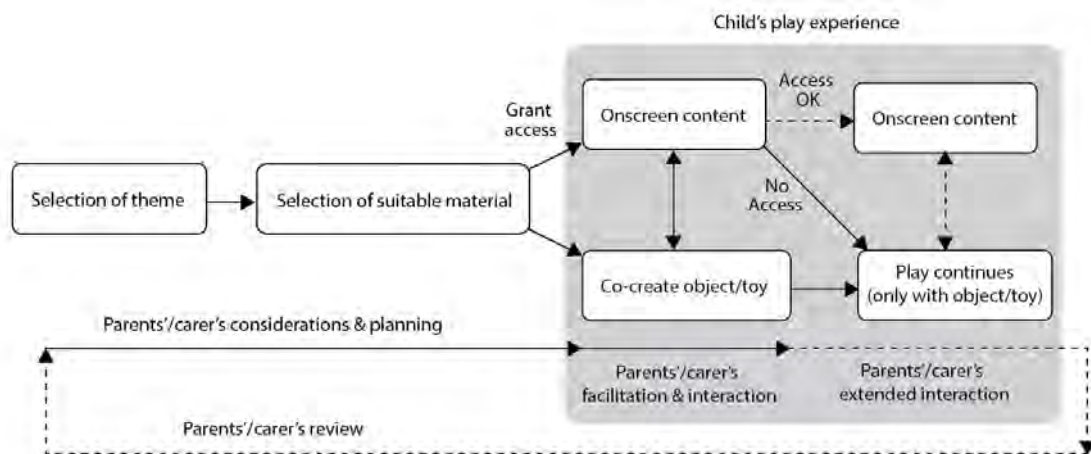 Child's play experience
Grant
access
Onscreen content
Access
OK
Onscreen content
Selection of theme
Selection of suitable material
No
Access
Co-create object/toy
Play continues
(only with object/toy)
Parents'/carer's considerations & planning
Parents'/carer's
facilitation & interaction
Parents'/carer's
extended interaction
Parents'/carer's review